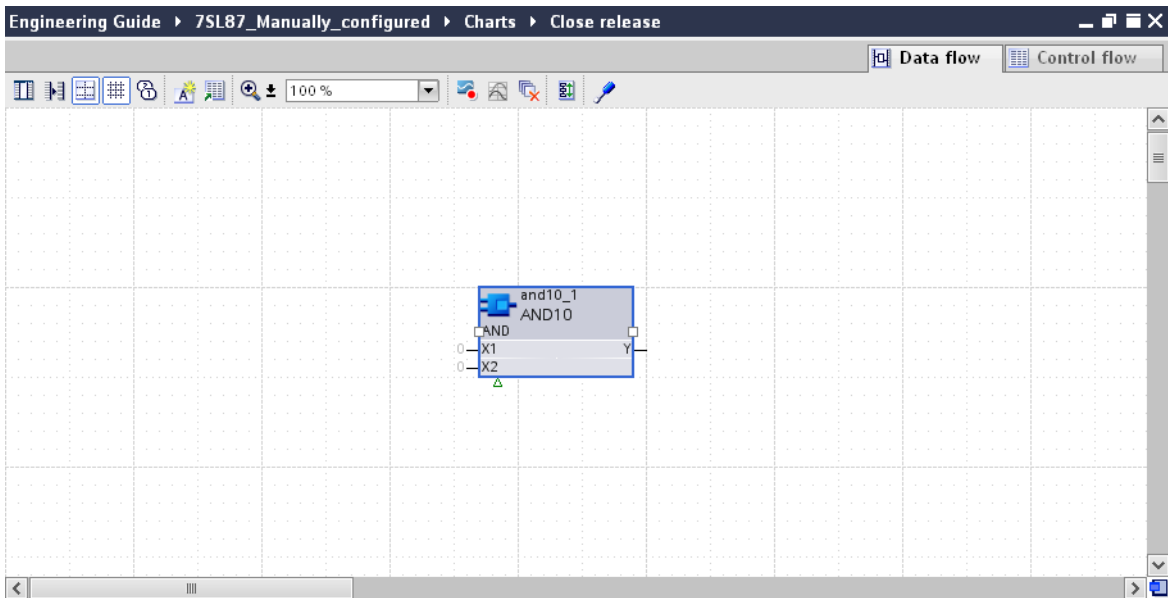 Engineering Guide ▸ 7SL87_Manually_configured ▸ Charts ▸ Close release
Data flow
Control flow
100 %
and10_1
AND10
AND
0 X1 Y
0 X2